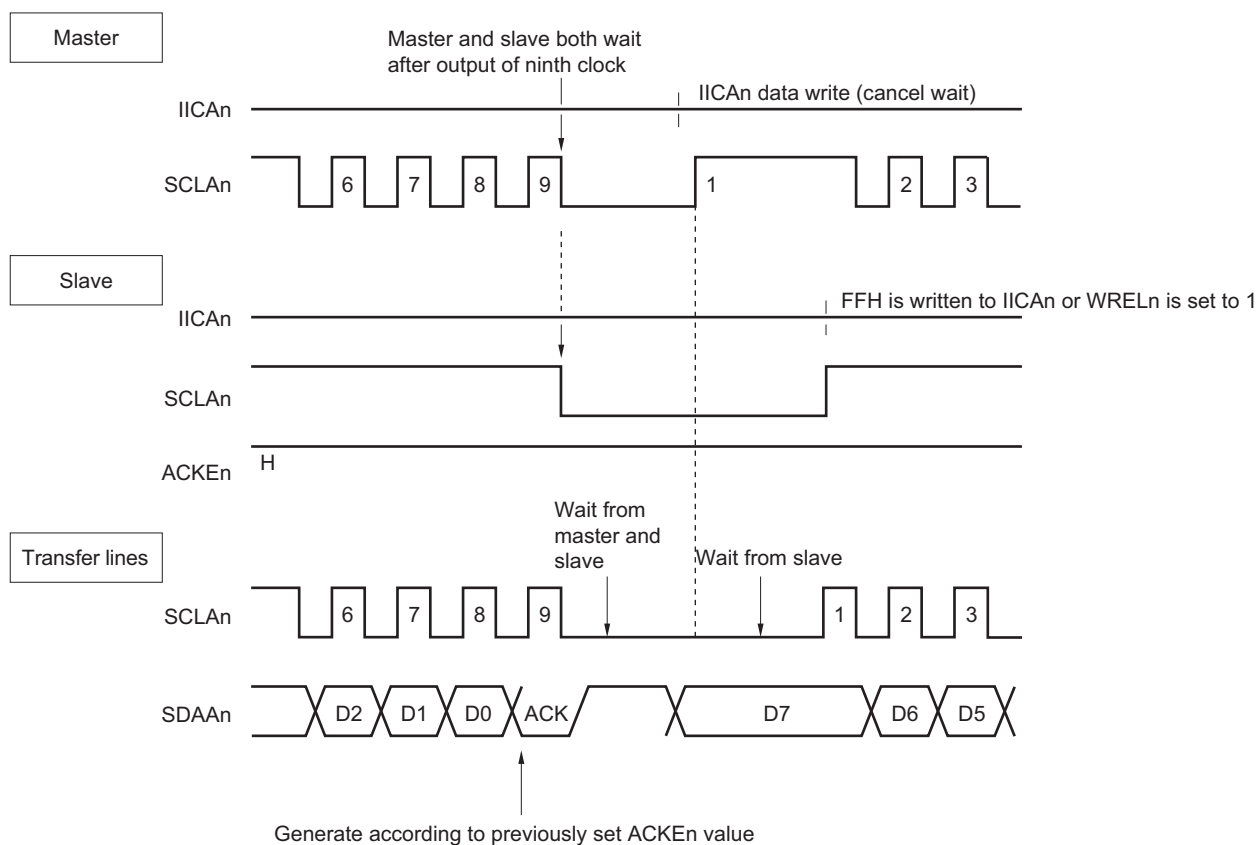 Master
Master and slave both wait
after output of ninth clock
IICAn
IICAn data write (cancel wait)
SCLAn
6 7 8 9 1 2 3
Slave
IICAn
FFH is written to IICAn or WRELn is set to 1
SCLAn
ACKEn
H
Wait from
master and
slave
Wait from slave
Transfer lines
SCLAn
6 7 8 9 1 2 3
SDAAn
D2 D1 D0 ACK D7 D6 D5
Generate according to previously set ACKEn value